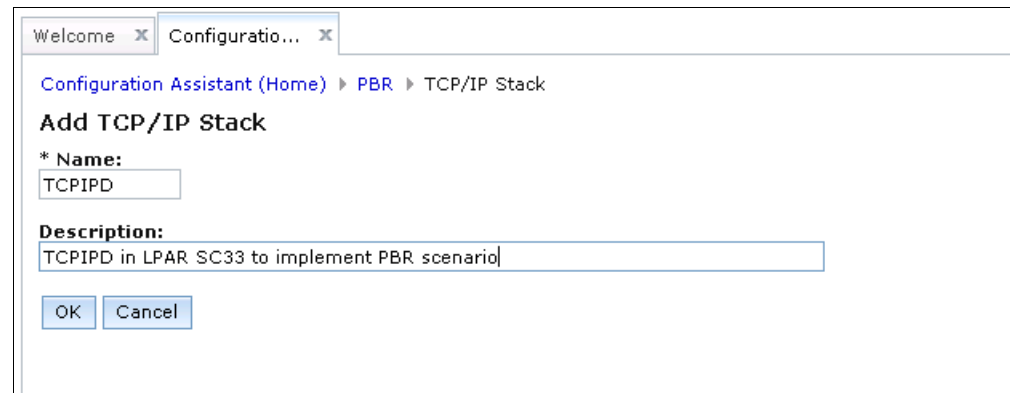 Welcome x Configuratio... x
Configuration Assistant (Home) ▸ PBR ▸ TCP/IP Stack
Add TCP/IP Stack
* Name:
TCPIPD
Description:
TCPIPD in LPAR SC33 to implement PBR scenario
OK Cancel